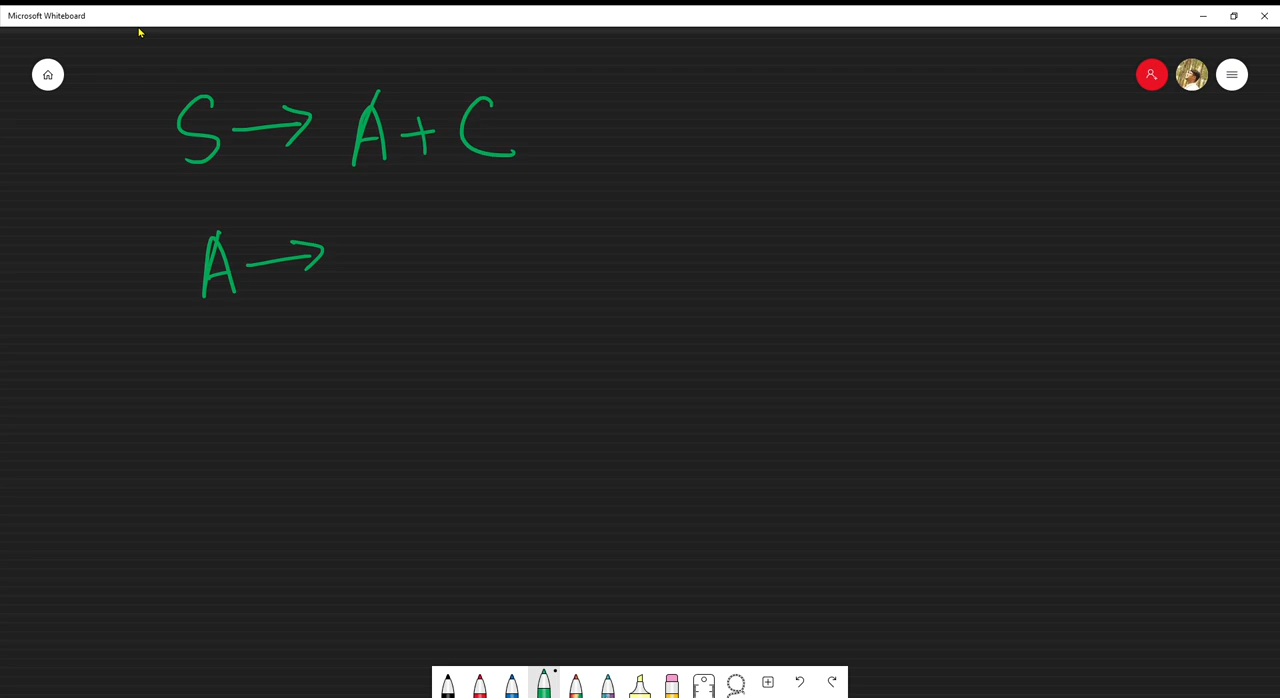 Microsoft Whiteboard
S → A + C
A →